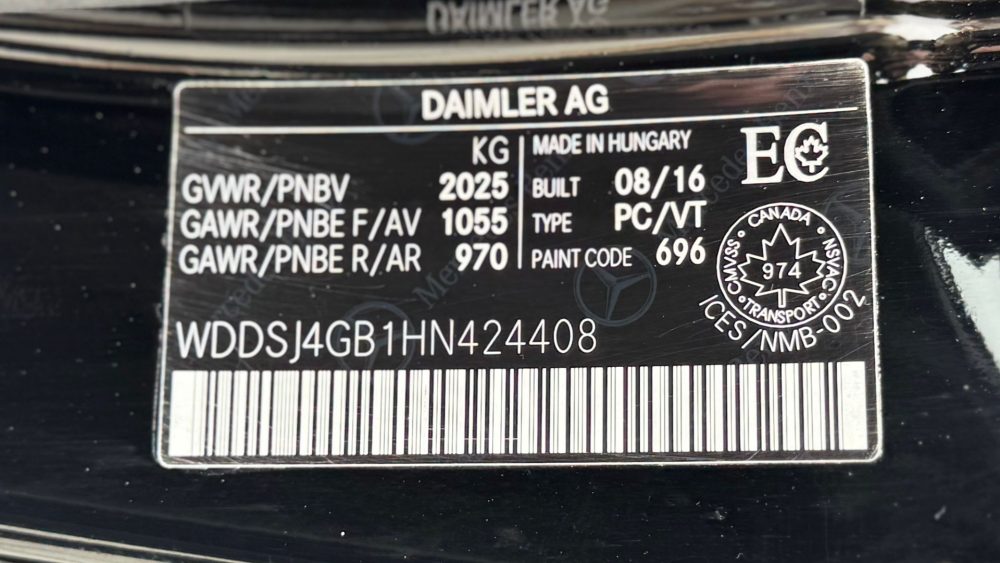 DAIMLER AG
DAIMLER AG
KG
GVWR/PNBV 2025
GAWR/PNBE F/AV 1055
GAWR/PNBE R/AR 970
MADE IN HUNGARY
BUILT 08/16
TYPE PC/VT
PAINT CODE 696
EC
CANADA
CMVSS NSVAC
974
TRANSPORT
ICES/NMB-002
Mercedes-Benz
WDDSJ4GB1HN424408